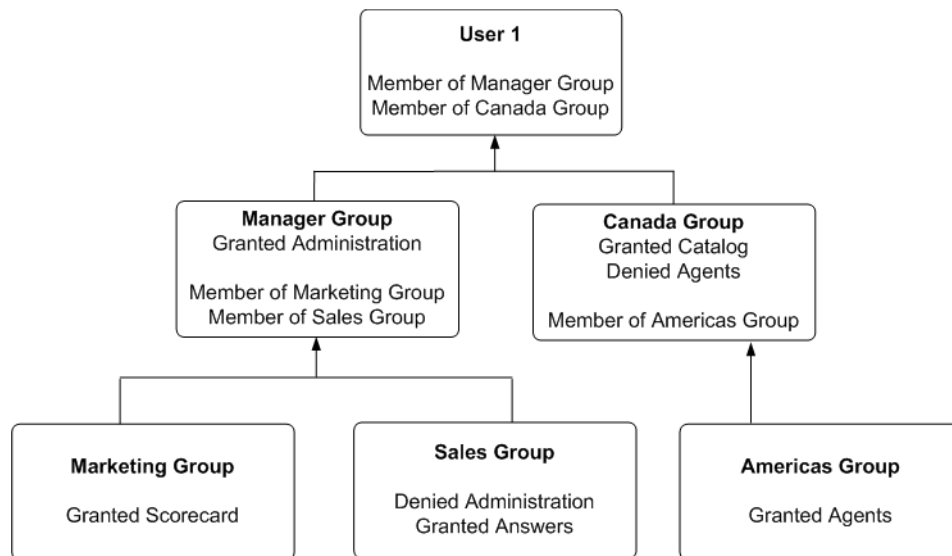 User 1
Member of Manager Group
Member of Canada Group
Manager Group
Granted Administration
Member of Marketing Group
Member of Sales Group
Canada Group
Granted Catalog
Denied Agents
Member of Americas Group
Marketing Group
Granted Scorecard
Sales Group
Denied Administration
Granted Answers
Americas Group
Granted Agents